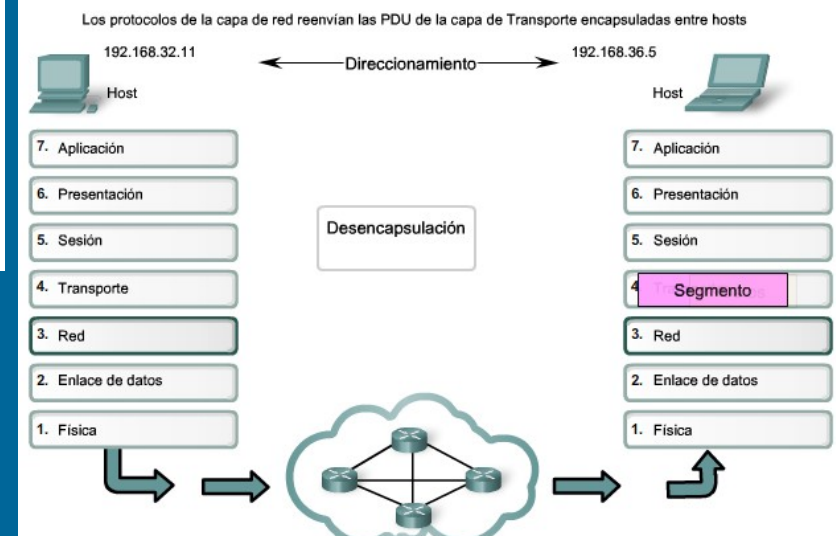 Los protocolos de la capa de red reenvían las PDU de la capa de Transporte encapsuladas entre hosts
192.168.32.11
Direccionamiento
192.168.36.5
Host
Host
7. Aplicación
6. Presentación
5. Sesión
4. Transporte
3. Red
2. Enlace de datos
1. Física
Desencapsulación
7. Aplicación
6. Presentación
5. Sesión
4
Segmento
3. Red
2. Enlace de datos
1. Física